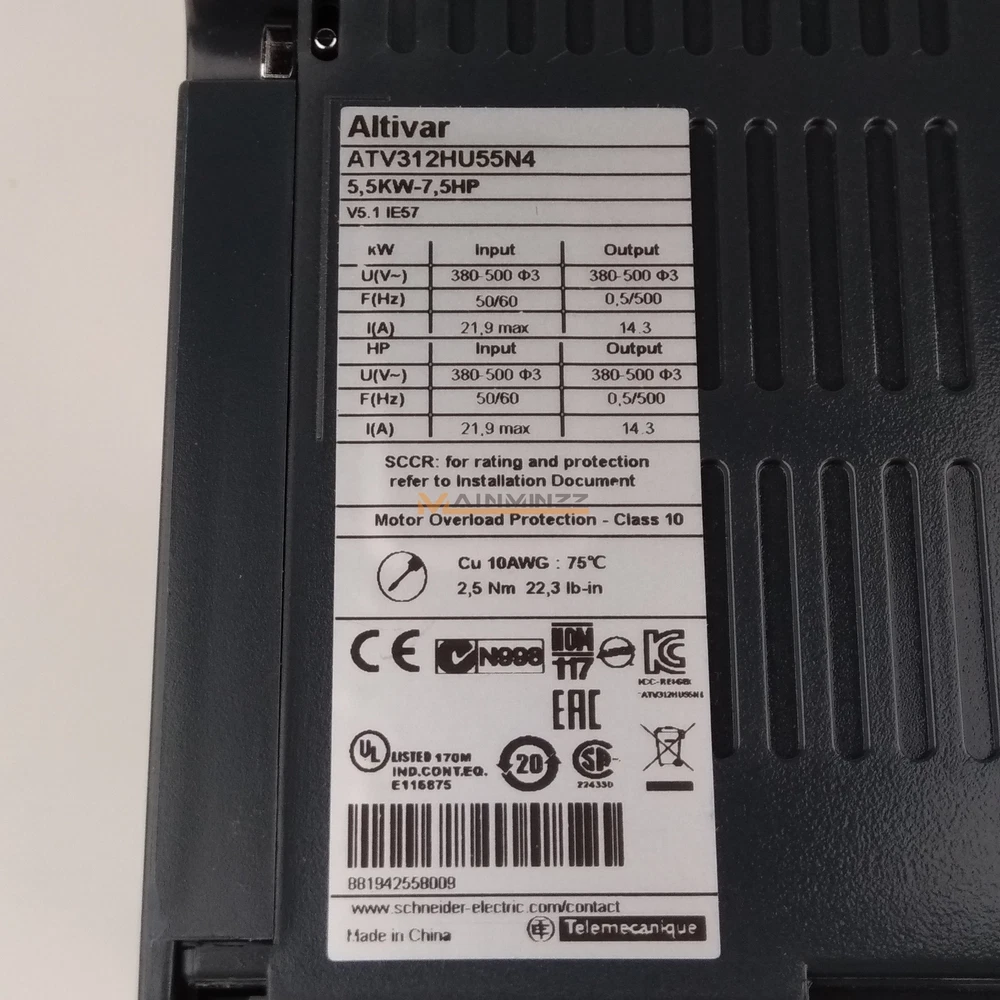 Altivar
ATV312HU55N4
5,5KW-7,5HP
V5.1 IE57
kW Input Output
U(V~) 380-500 Φ3 380-500 Φ3
F(Hz) 50/60 0,5/500
I(A) 21,9 max 14.3
HP Input Output
U(V~) 380-500 Φ3 380-500 Φ3
F(Hz) 50/60 0,5/500
I(A) 21,9 max 14.3
SCCR: for rating and protection
refer to Installation Document
MAINYINZZ
Motor Overload Protection - Class 10
Cu 10AWG : 75°C
2,5 Nm 22,3 lb-in
CE N998 117 KC
ATV312HU55N4
EAC
UL LISTED 170M
IND.CONT.EQ.
E116875
20
SP
224330
881942558009
www.schneider-electric.com/contact
Made in China Telemecanique